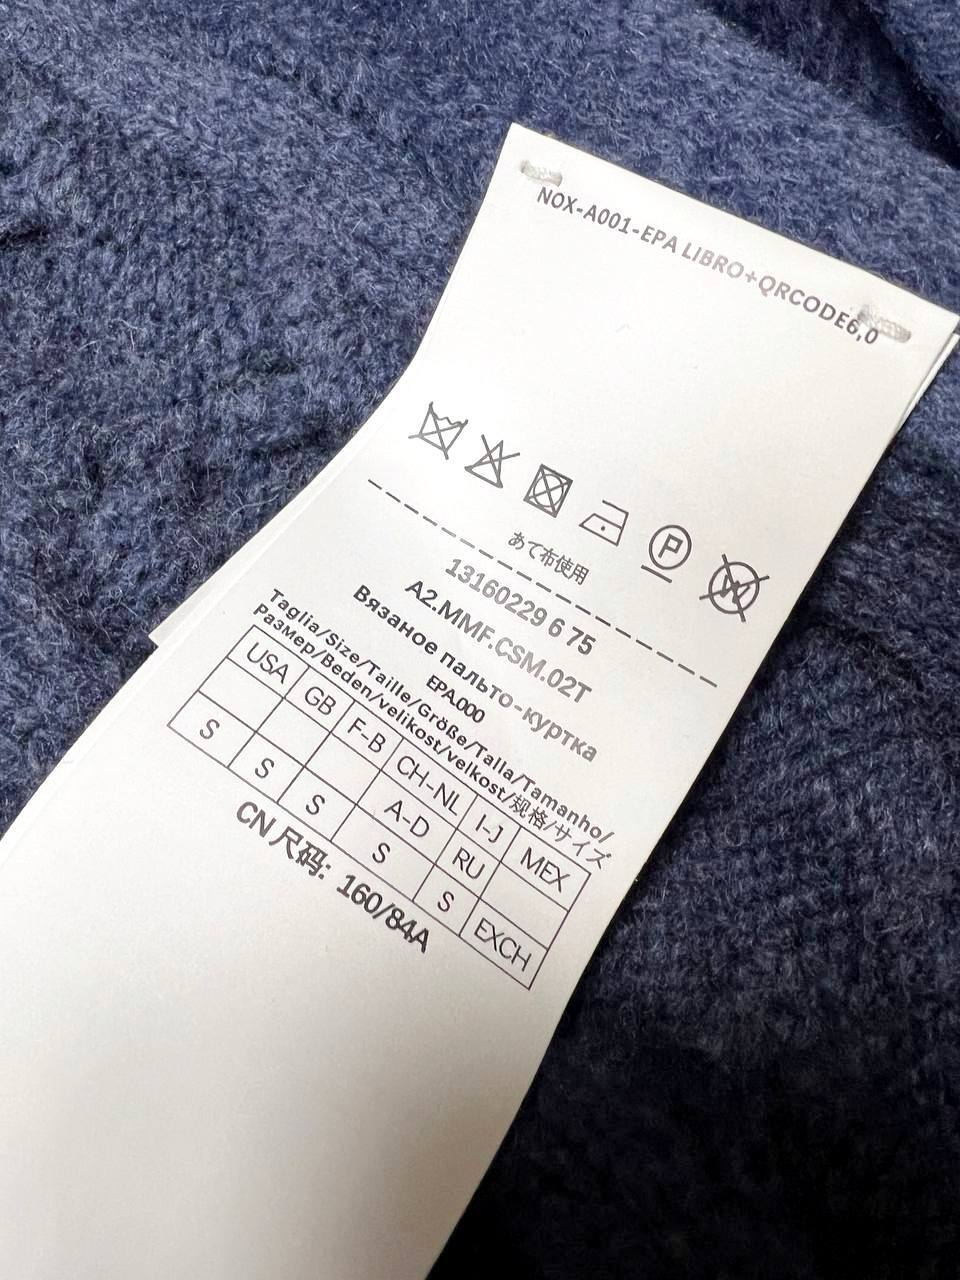 NOX-A001-EPA LIBRO+QRCODE6,0
P
W
あて布使用
13160229 6 75
A2.MMF.CSM.02T
Вязаное пальто-куртка
EPA000
Taglia/Size/Taille/Größe/Talla/Tamanho/
Размер/Beden/velikost/velkost/规格/サイズ
USA GB F-B CH-NL I-J MEX
A-D RU
S S S S S EXCH
CN 尺码: 160/84A